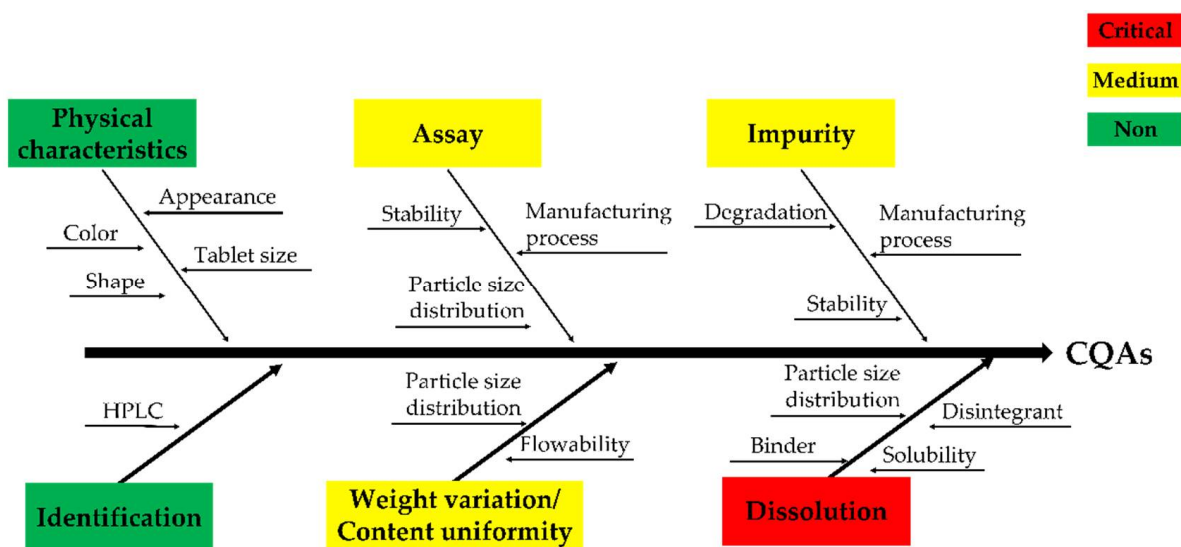 Critical
Medium
Non
Physical
characteristics
Assay
Impurity
Appearance
Color
Tablet size
Shape
Stability
Manufacturing
process
Particle size
distribution
Degradation
Manufacturing
process
Stability
CQAs
HPLC
Particle size
distribution
Flowability
Particle size
distribution
Disintegrant
Binder
Solubility
Identification
Weight variation/
Content uniformity
Dissolution